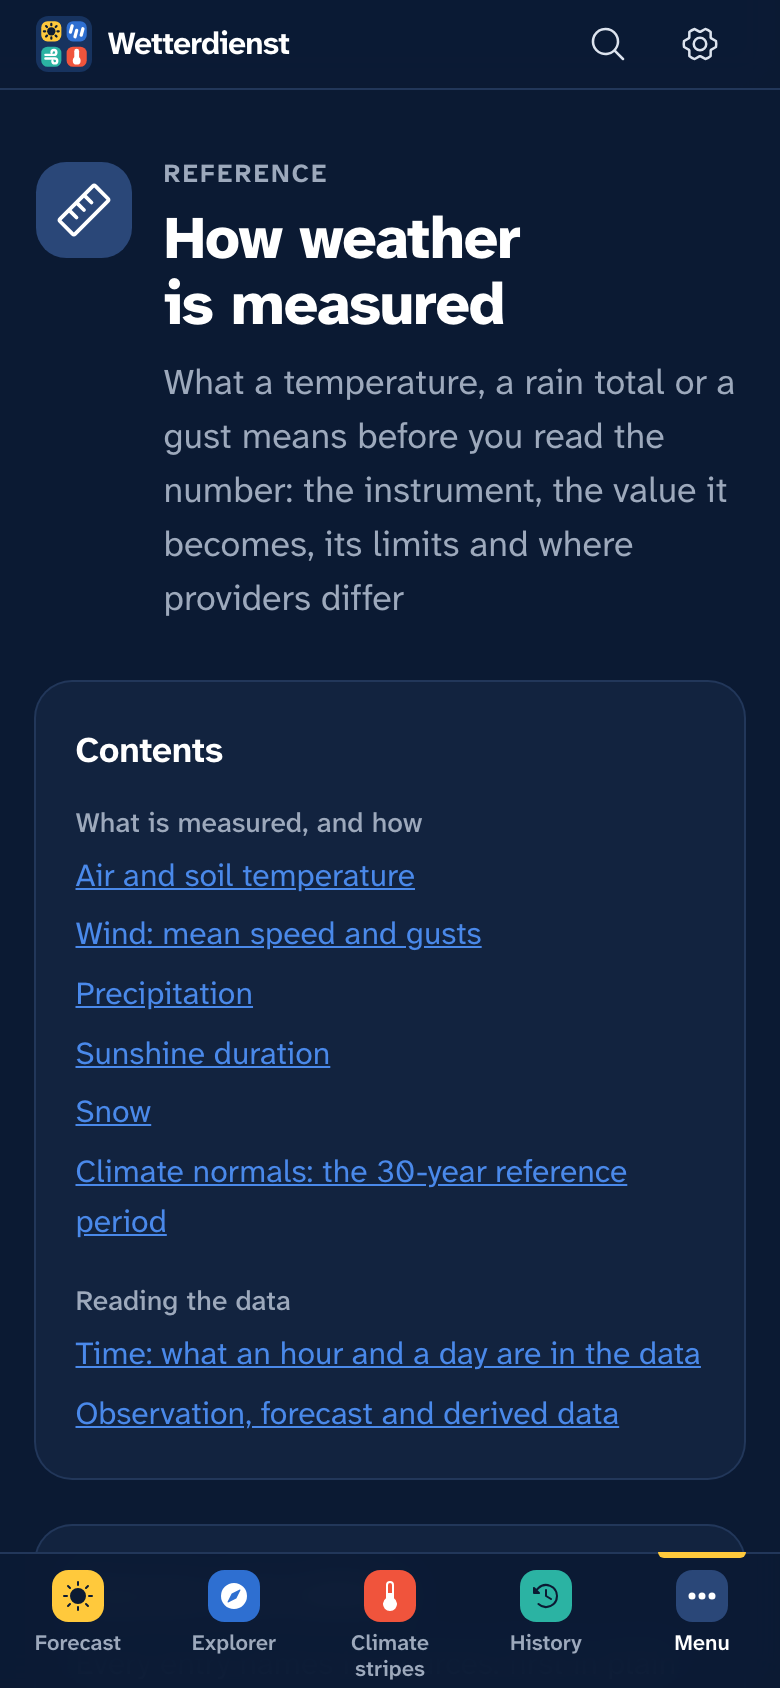 Wetterdienst
REFERENCE
How weather
is measured
What a temperature, a rain total or a
gust means before you read the
number: the instrument, the value it
becomes, its limits and where
providers differ
Contents
What is measured, and how
Air and soil temperature
Wind: mean speed and gusts
Precipitation
Sunshine duration
Snow
Climate normals: the 30-year reference
period
Reading the data
Time: what an hour and a day are in the data
Observation, forecast and derived data
Forecast
Explorer
Climate
stripes
History
Menu